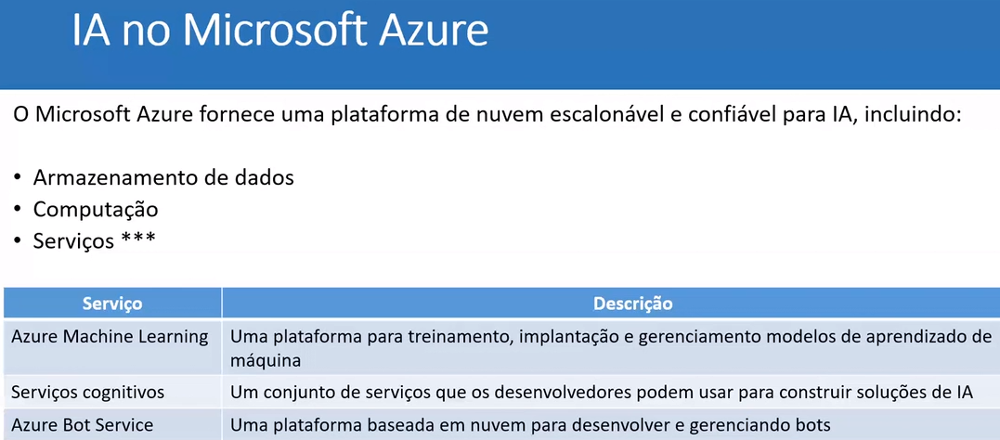 IA no Microsoft Azure
O Microsoft Azure fornece uma plataforma de nuvem escalonável e confiável para IA, incluindo:
• Armazenamento de dados
• Computação
• Serviços ***
Serviço Descrição
Azure Machine Learning Uma plataforma para treinamento, implantação e gerenciamento modelos de aprendizado de
máquina
Serviços cognitivos Um conjunto de serviços que os desenvolvedores podem usar para construir soluções de IA
Azure Bot Service Uma plataforma baseada em nuvem para desenvolver e gerenciando bots